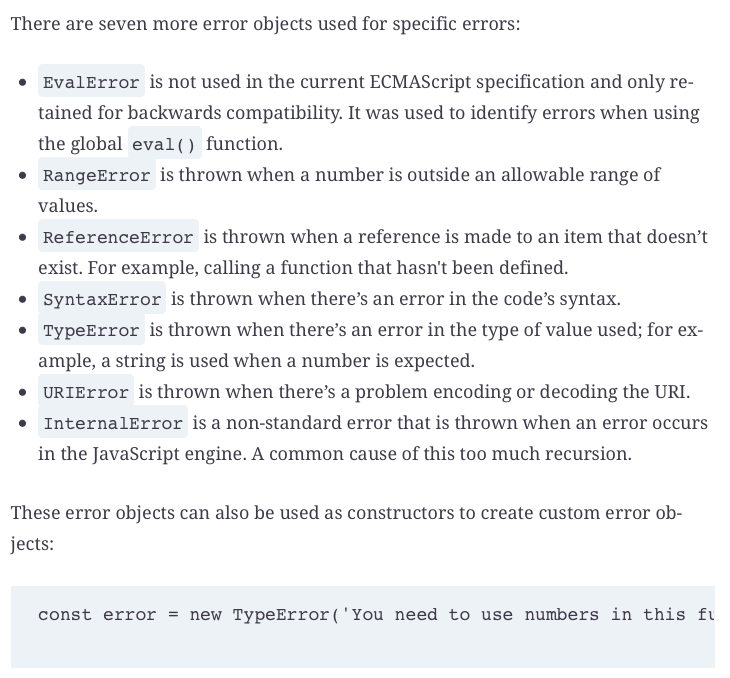 There are seven more error objects used for specific errors:
• EvalError is not used in the current ECMAScript specification and only re-
tained for backwards compatibility. It was used to identify errors when using
the global eval() function.
• RangeError is thrown when a number is outside an allowable range of
values.
• ReferenceError is thrown when a reference is made to an item that doesn’t
exist. For example, calling a function that hasn't been defined.
• SyntaxError is thrown when there’s an error in the code’s syntax.
• TypeError is thrown when there’s an error in the type of value used; for ex-
ample, a string is used when a number is expected.
• URIError is thrown when there’s a problem encoding or decoding the URI.
• InternalError is a non-standard error that is thrown when an error occurs
in the JavaScript engine. A common cause of this too much recursion.
These error objects can also be used as constructors to create custom error ob-
jects:
const error = new TypeError('You need to use numbers in this